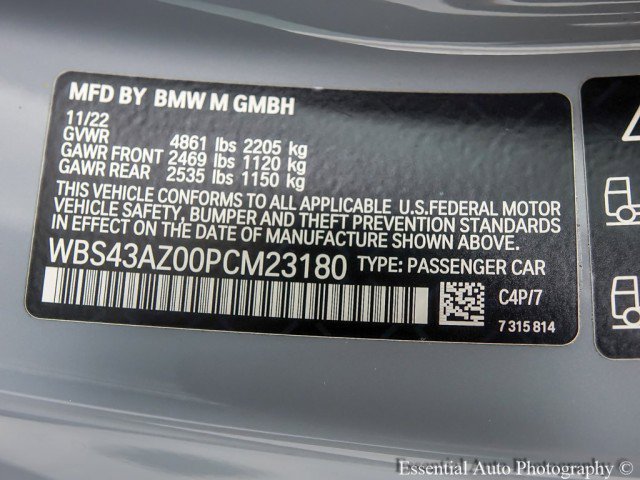 MFD BY BMW M GMBH
11/22
GVWR 4861 lbs 2205 kg
GAWR FRONT 2469 lbs 1120 kg
GAWR REAR 2535 lbs 1150 kg
THIS VEHICLE CONFORMS TO ALL APPLICABLE U.S.FEDERAL MOTOR
VEHICLE SAFETY, BUMPER AND THEFT PREVENTION STANDARDS
IN EFFECT ON THE DATE OF MANUFACTURE SHOWN ABOVE.
WBS43AZ00PCM23180 TYPE: PASSENGER CAR
C4P/7
7 315 814
Essential Auto Photography ©